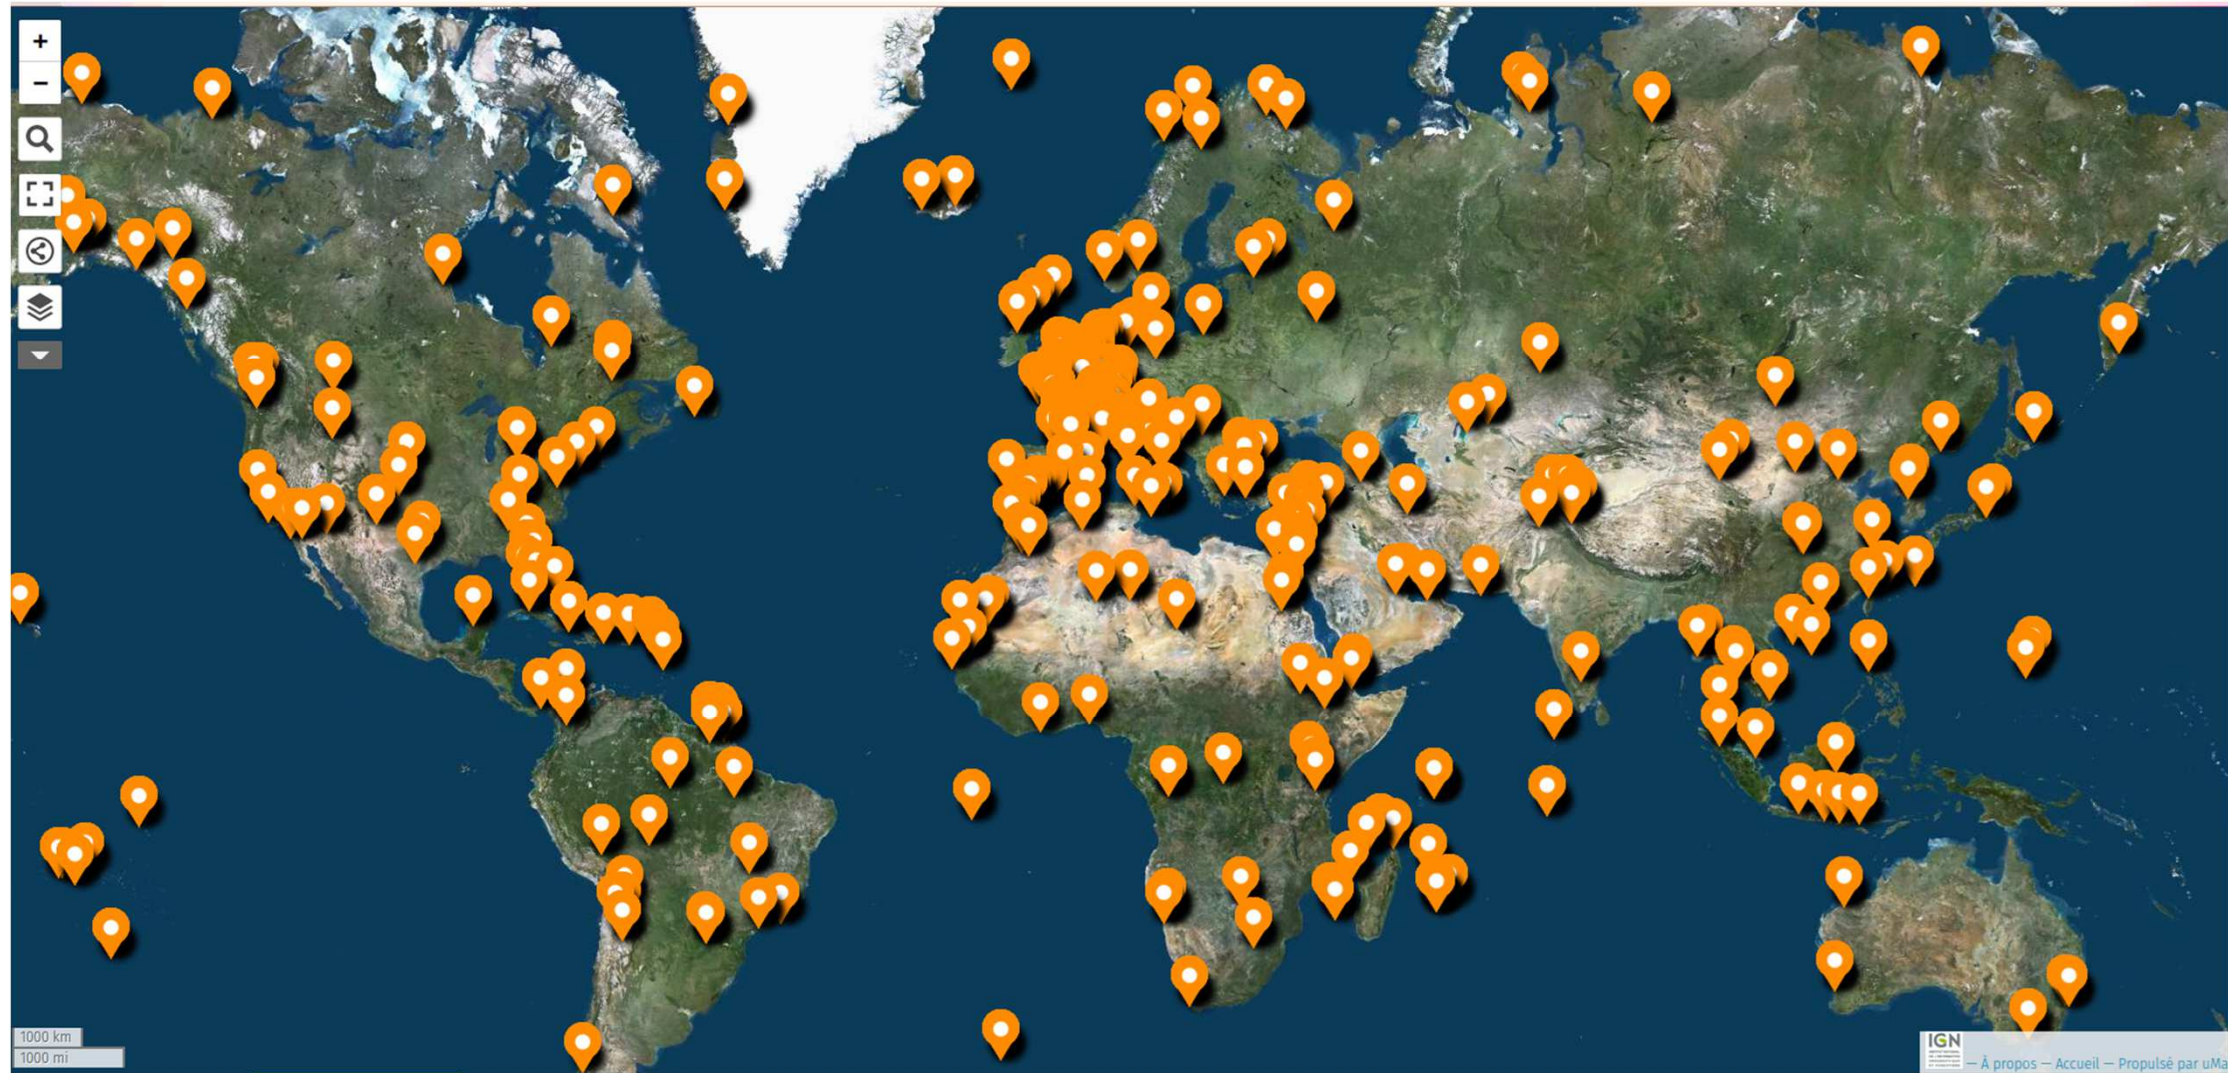 +
−
1000 km
1000 mi
IGN
— À propos — Accueil — Propulsé par uMa